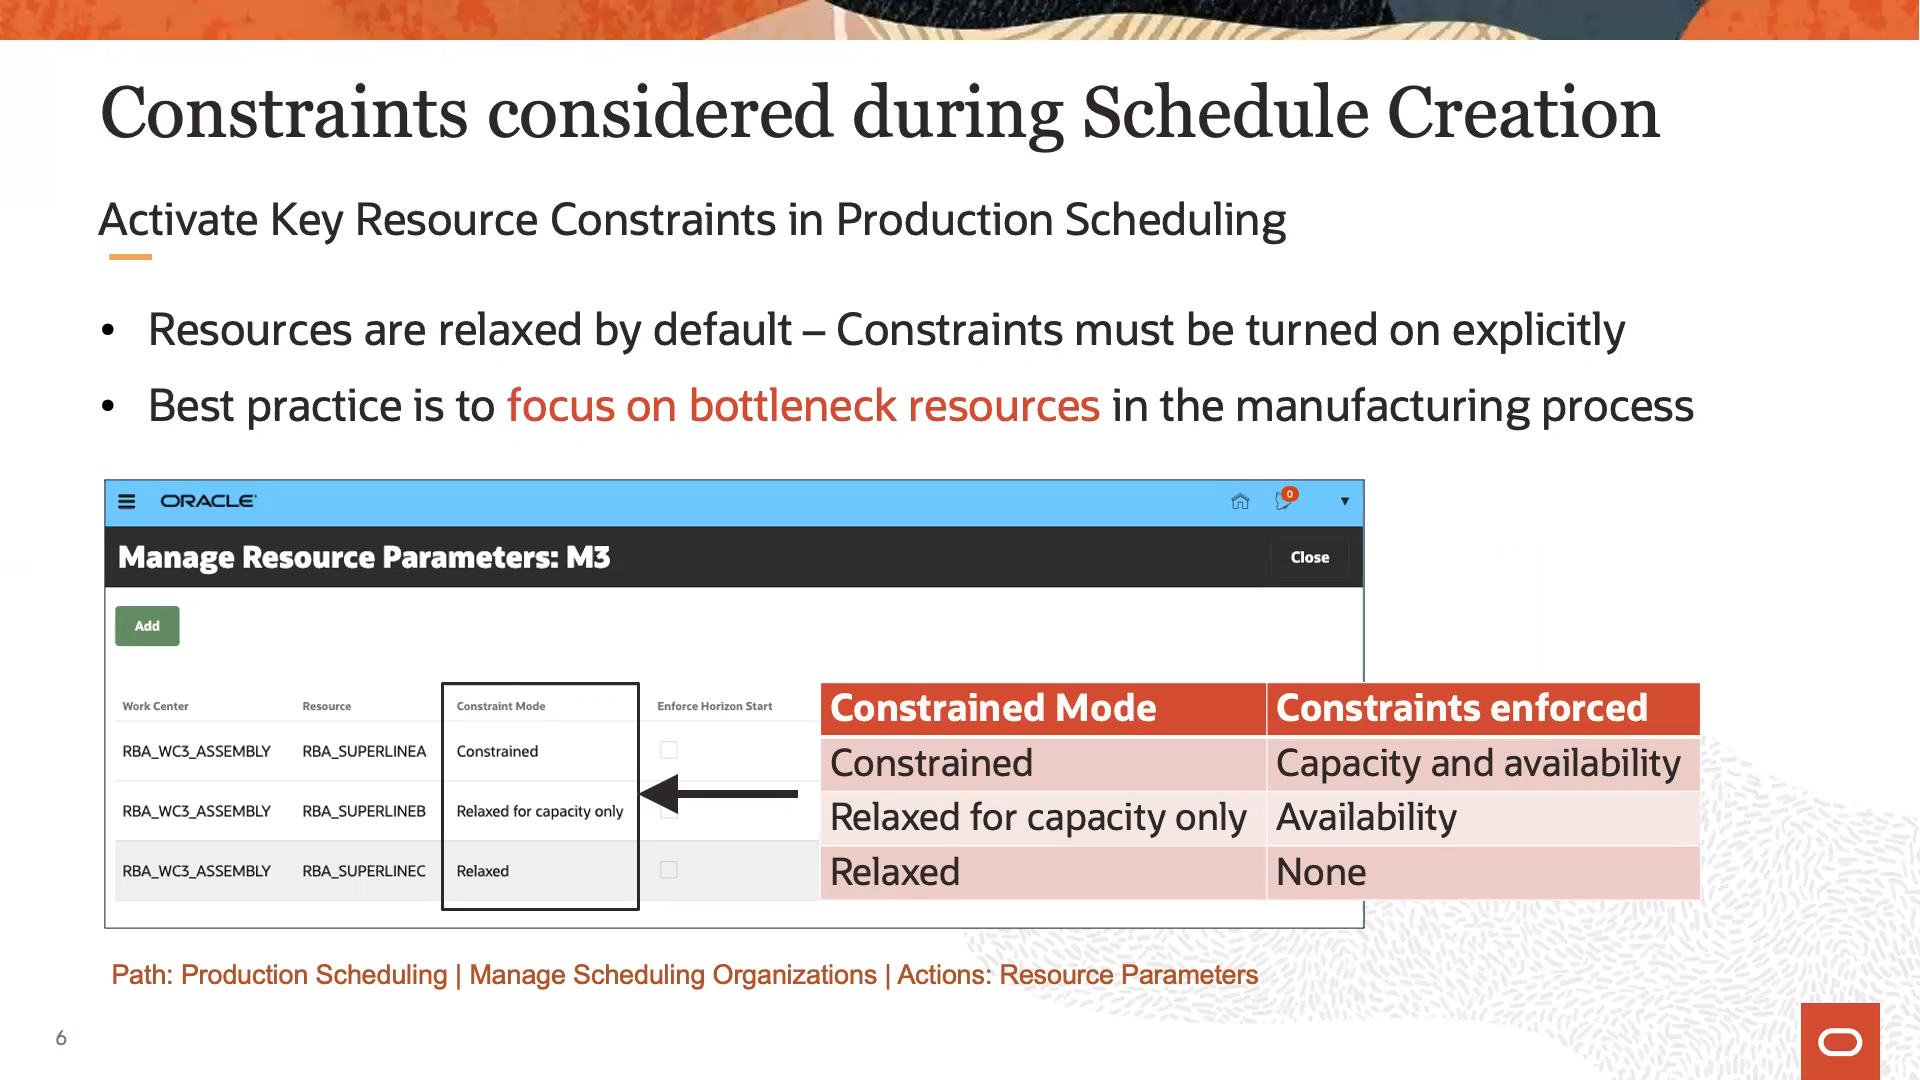 Constraints considered during Schedule Creation
Activate Key Resource Constraints in Production Scheduling
• Resources are relaxed by default – Constraints must be turned on explicitly
• Best practice is to focus on bottleneck resources in the manufacturing process
ORACLE
0
Manage Resource Parameters: M3
Close
Add
Work Center Resource Constraint Mode Enforce Horizon Start
RBA_WC3_ASSEMBLY RBA_SUPERLINEA Constrained
RBA_WC3_ASSEMBLY RBA_SUPERLINEB Relaxed for capacity only
RBA_WC3_ASSEMBLY RBA_SUPERLINEC Relaxed
Constrained Mode Constraints enforced
Constrained Capacity and availability
Relaxed for capacity only Availability
Relaxed None
Path: Production Scheduling | Manage Scheduling Organizations | Actions: Resource Parameters
6